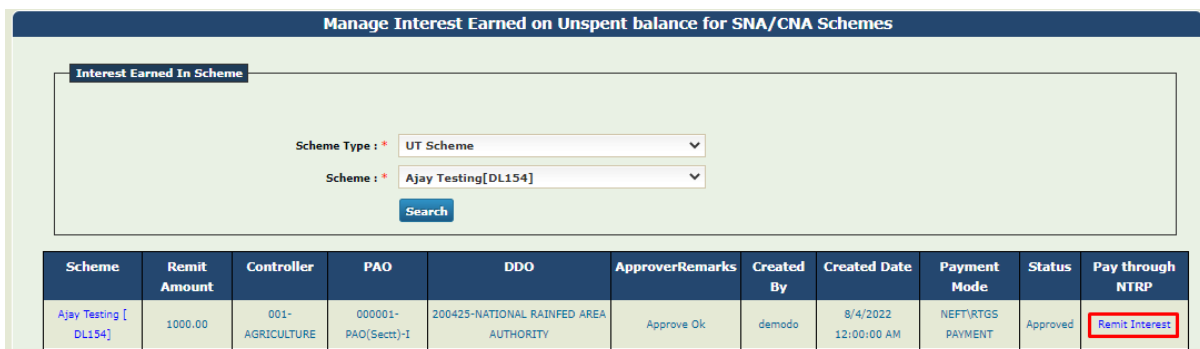 Manage Interest Earned on Unspent balance for SNA/CNA Schemes
Interest Earned In Scheme
Scheme Type : * UT Scheme
Scheme : * Ajay Testing[DL154]
Search
Scheme Remit Amount Controller PAO DDO ApproverRemarks Created By Created Date Payment Mode Status Pay through NTRP
Ajay Testing [ DL154] 1000.00 001-AGRICULTURE 000001-PAO(Sectt)-I 200425-NATIONAL RAINFED AREA AUTHORITY Approve Ok demodo 8/4/2022 12:00:00 AM NEFT\RTGS PAYMENT Approved Remit Interest